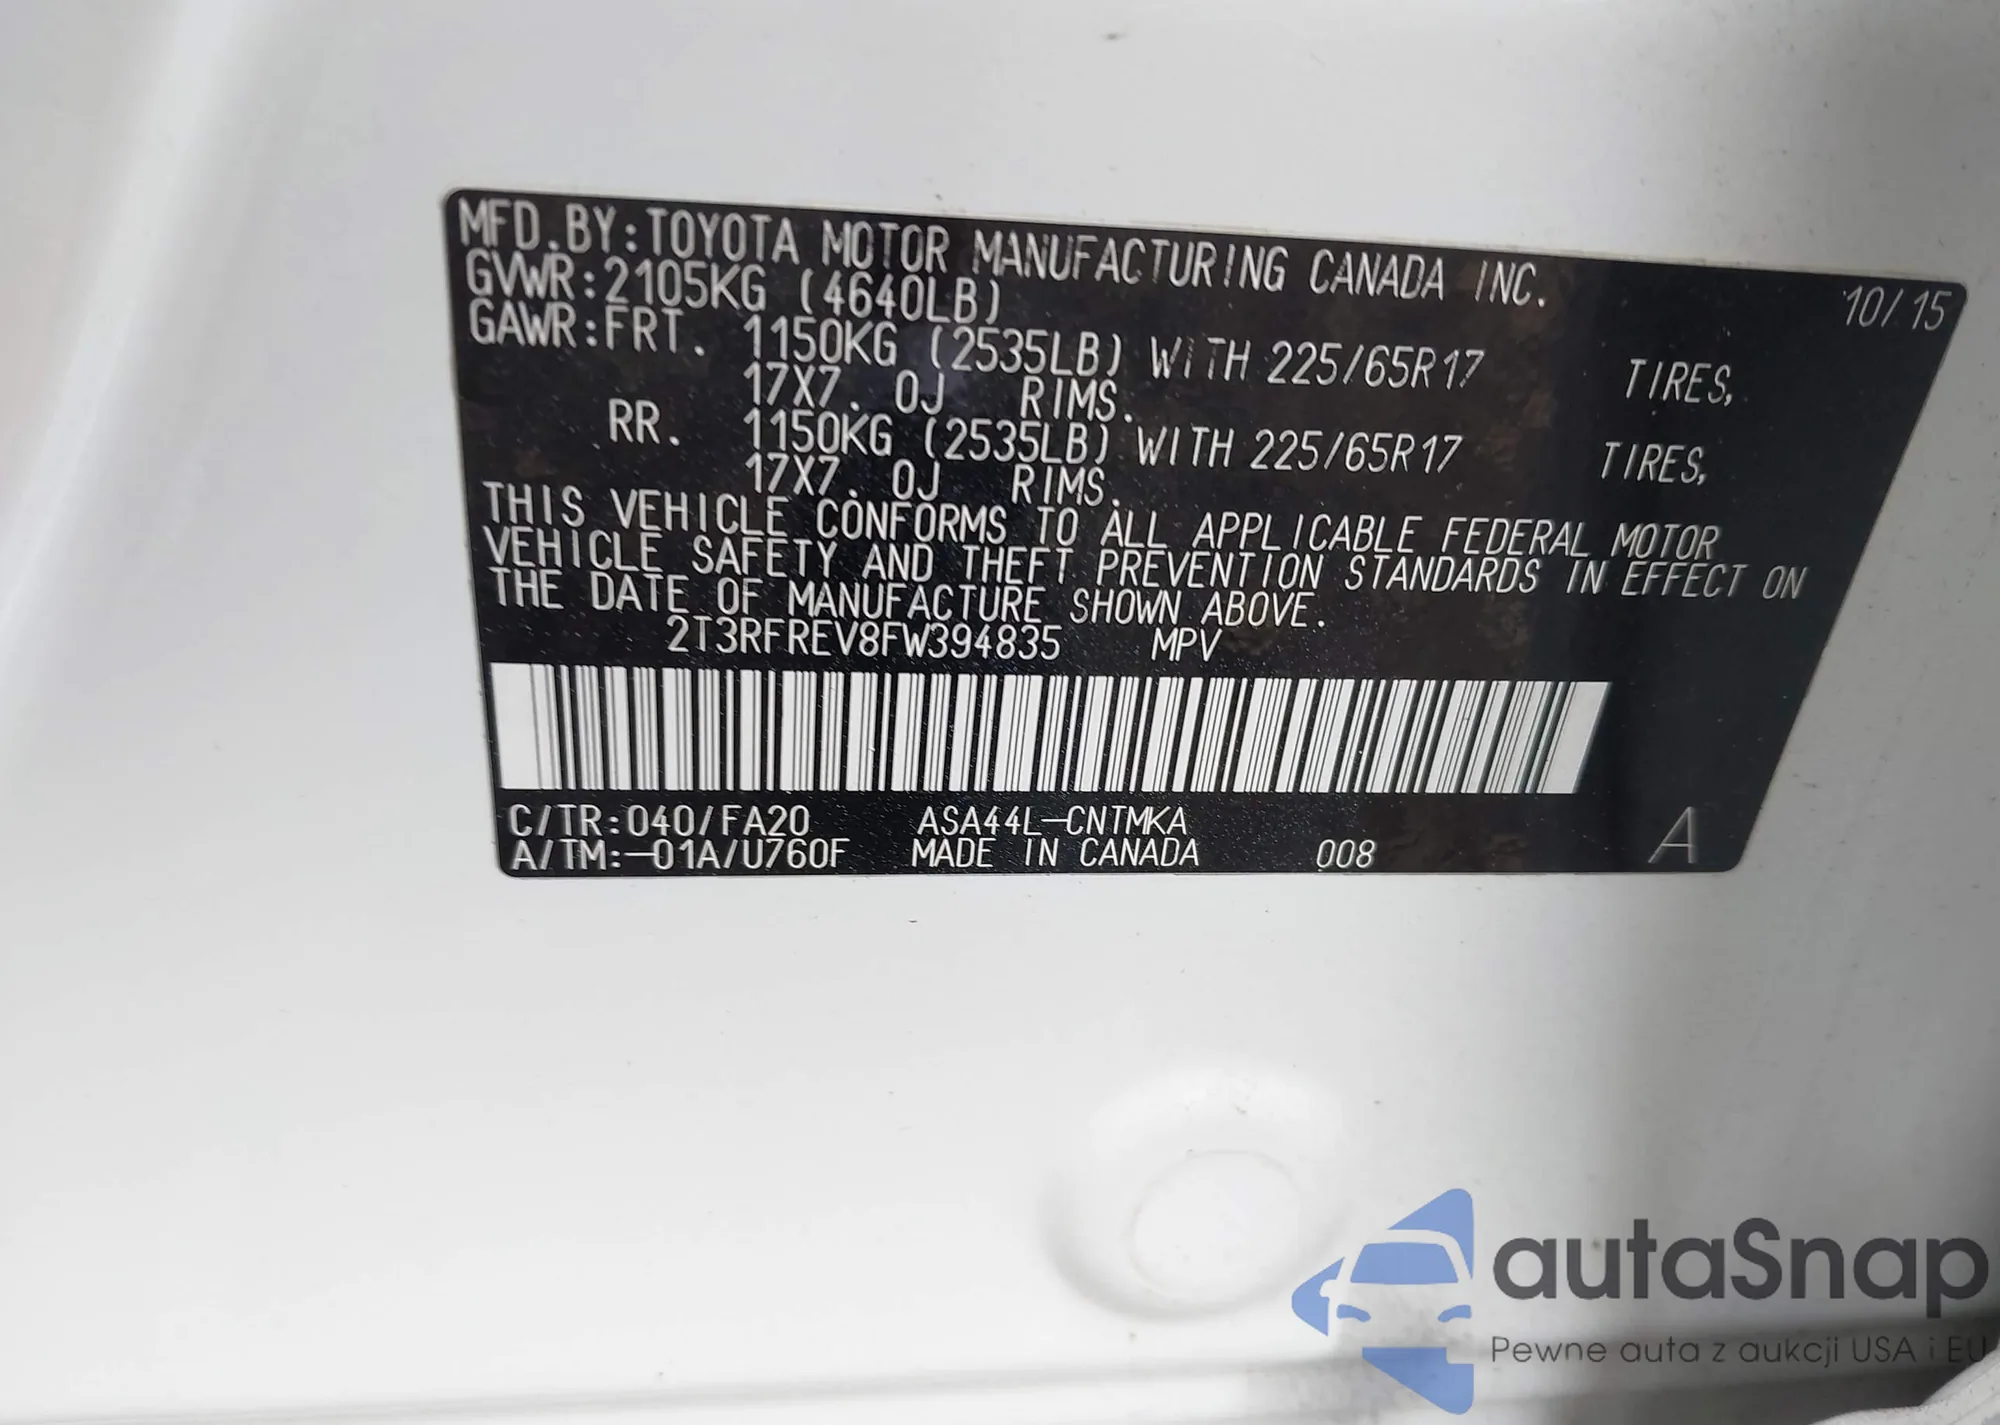 MFD.BY:TOYOTA MOTOR MANUFACTURING CANADA INC. 10/15
GVWR:2105KG (4640LB)
GAWR:FRT. 1150KG (2535LB) WITH 225/65R17 TIRES,
17X7.0J RIMS.
RR. 1150KG (2535LB) WITH 225/65R17 TIRES,
17X7.0J RIMS.
THIS VEHICLE CONFORMS TO ALL APPLICABLE FEDERAL MOTOR
VEHICLE SAFETY AND THEFT PREVENTION STANDARDS IN EFFECT ON
THE DATE OF MANUFACTURE SHOWN ABOVE.
2T3RFREV8FW394835 MPV
C/TR:040/FA20 ASA44L-CNTMKA
A/TM:-01A/U760F MADE IN CANADA 008 A
autaSnap
Pewne auta z aukcji USA i EU